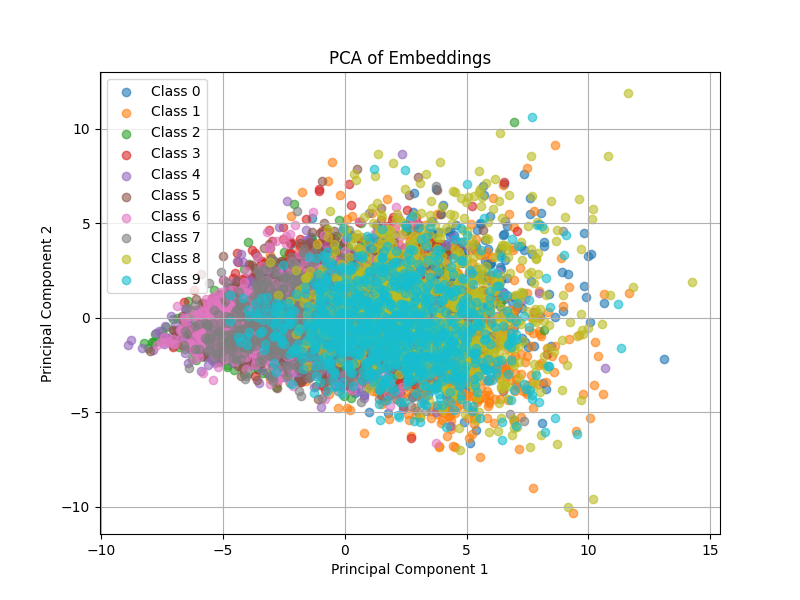 PCA of Embeddings
Class 0
Class 1
Class 2
Class 3
Class 4
Class 5
Class 6
Class 7
Class 8
Class 9
10
5
0
−5
−10
Principal Component 2
−10
−5
0
5
10
15
Principal Component 1